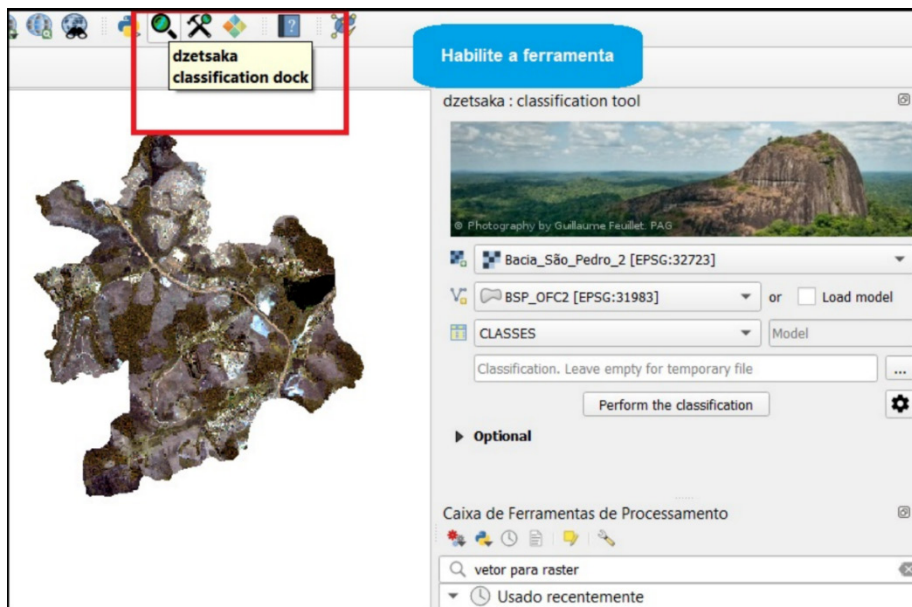 dzetsaka
classification dock
Habilite a ferramenta
dzetsaka : classification tool
© Photography by Guillaume Feuillet. PAG
Bacia_São_Pedro_2 [EPSG:32723]
BSP_OFC2 [EPSG:31983] or Load model
CLASSES Model
Classification. Leave empty for temporary file ...
Perform the classification
Optional
Caixa de Ferramentas de Processamento
vetor para raster
Usado recentemente